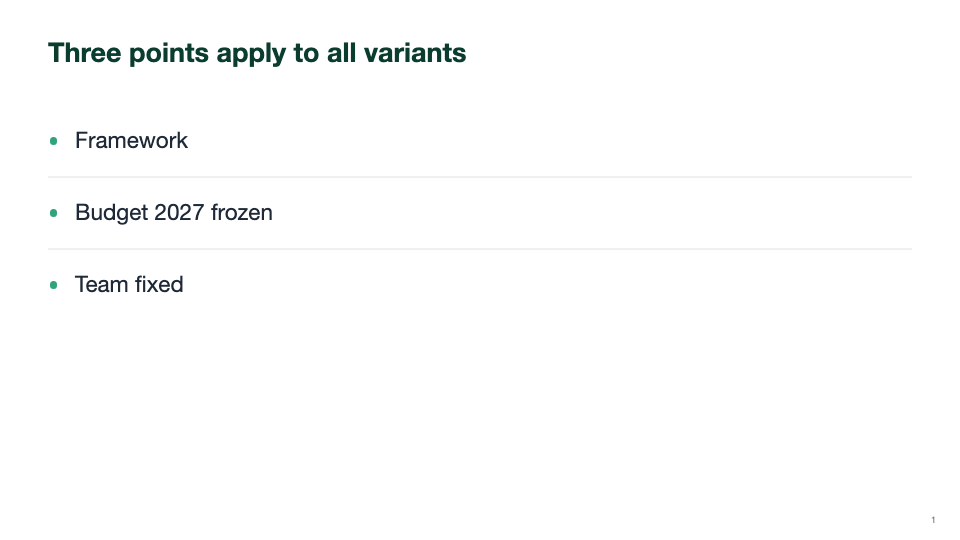 Three points apply to all variants
• Framework
• Budget 2027 frozen
• Team fixed
1